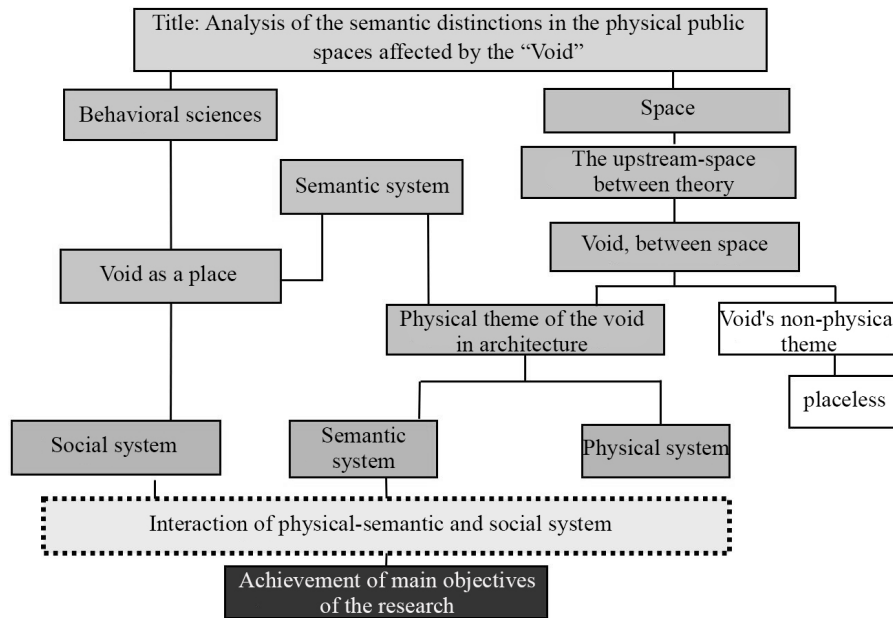 Title: Analysis of the semantic distinctions in the physical public
spaces affected by the “Void”
Behavioral sciences
Space
The upstream-space
between theory
Semantic system
Void, between space
Void as a place
Physical theme of the void
in architecture
Void's non-physical
theme
placeless
Social system
Semantic
system
Physical system
Interaction of physical-semantic and social system
Achievement of main objectives
of the research